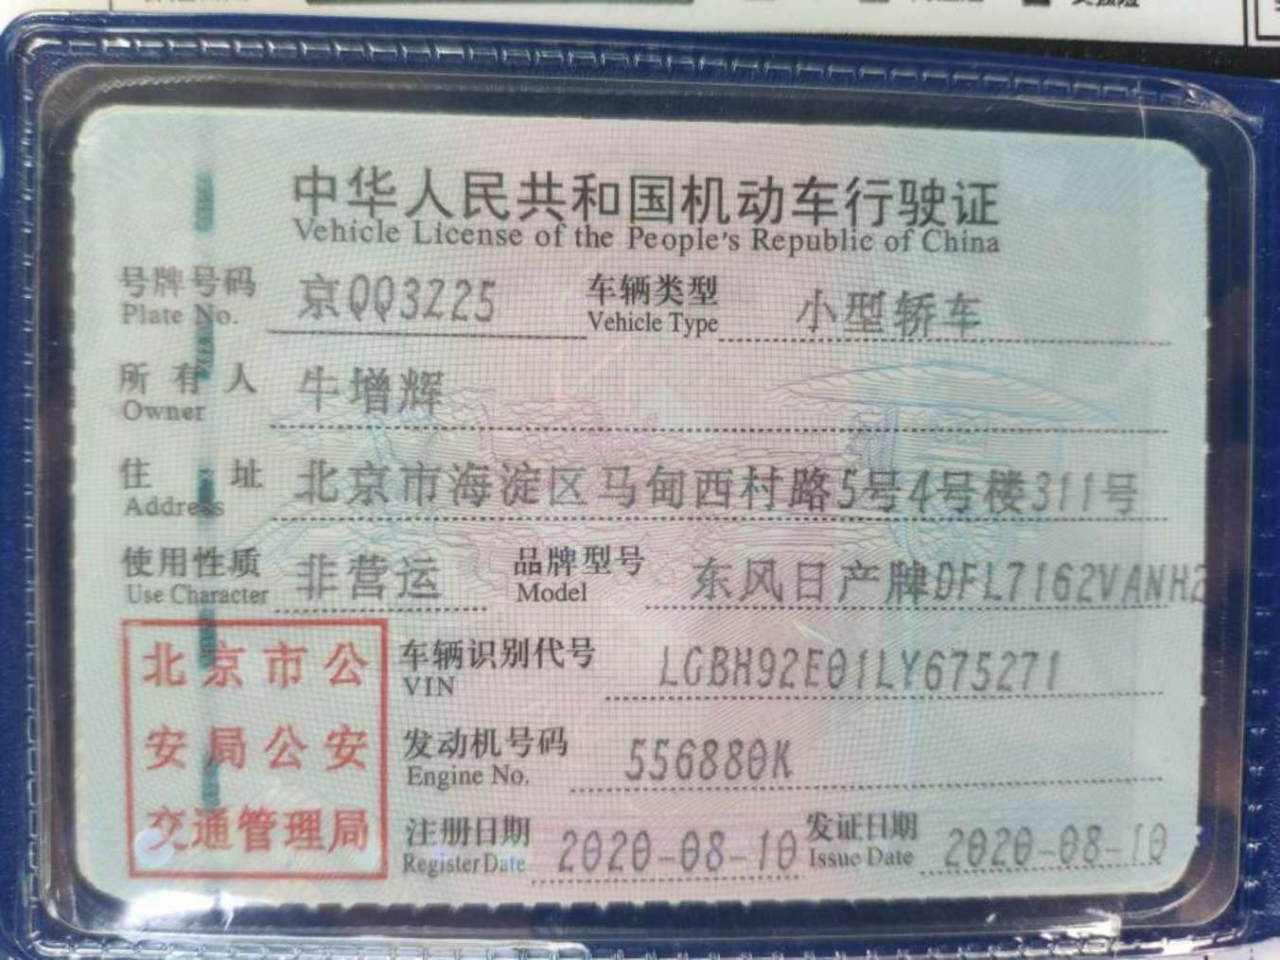 中华人民共和国机动车行驶证
Vehicle License of the People's Republic of China
号牌号码 京QQ3Z25 车辆类型 小型轿车
Plate No. Vehicle Type
所有人 牛增辉
Owner
住址 北京市海淀区马甸西村路5号4号楼311号
Address
使用性质 非营运 品牌型号 东风日产牌DFL7162VANH2
Use Character Model
北京市公
安局公安
交通管理局
车辆识别代号 LGBH92E01LY675271
VIN
发动机号码 556880K
Engine No.
注册日期 2020-08-10 发证日期 2020-08-10
Register Date Issue Date